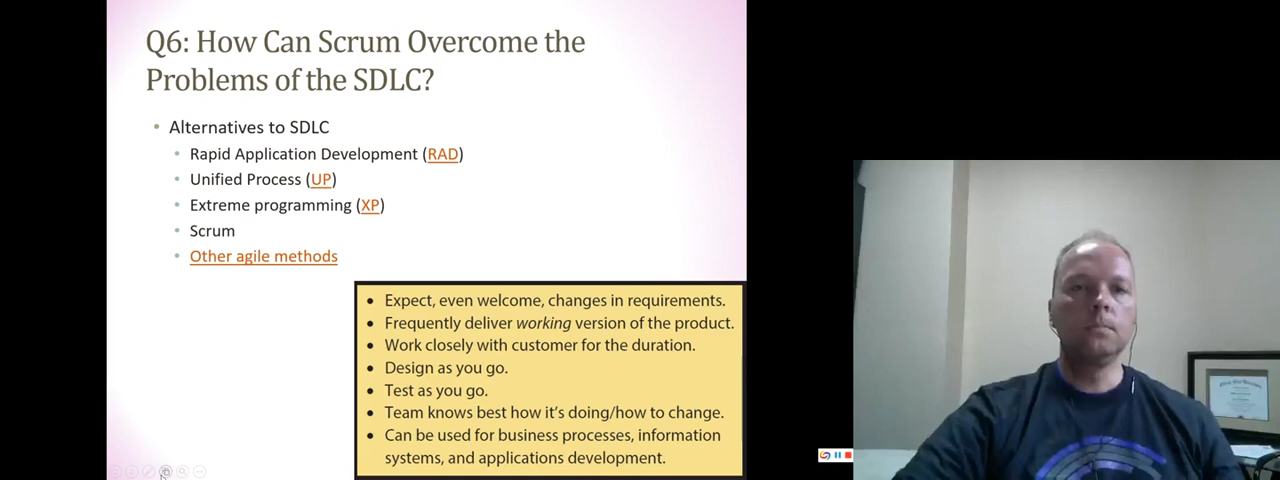 Q6: How Can Scrum Overcome the
Problems of the SDLC?
• Alternatives to SDLC
• Rapid Application Development (RAD)
• Unified Process (UP)
• Extreme programming (XP)
• Scrum
• Other agile methods
• Expect, even welcome, changes in requirements.
• Frequently deliver working version of the product.
• Work closely with customer for the duration.
• Design as you go.
• Test as you go.
• Team knows best how it's doing/how to change.
• Can be used for business processes, information
systems, and applications development.